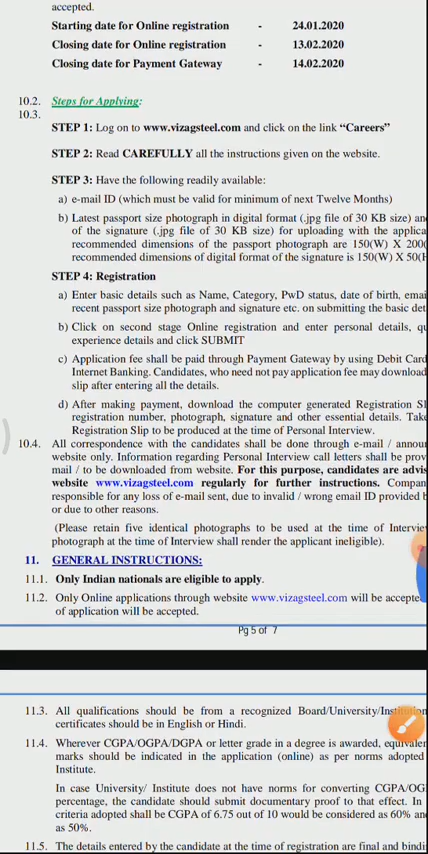 accepted.
Starting date for Online registration - 24.01.2020
Closing date for Online registration - 13.02.2020
Closing date for Payment Gateway - 14.02.2020
10.2. Steps for Applying:
10.3.
STEP 1: Log on to www.vizagsteel.com and click on the link “Careers”
STEP 2: Read CAREFULLY all the instructions given on the website.
STEP 3: Have the following readily available:
a) e-mail ID (which must be valid for minimum of next Twelve Months)
b) Latest passport size photograph in digital format (.jpg file of 30 KB size) an
of the signature (.jpg file of 30 KB size) for uploading with the applica
recommended dimensions of the passport photograph are 150(W) X 200(
recommended dimensions of digital format of the signature is 150(W) X 50(H
STEP 4: Registration
a) Enter basic details such as Name, Category, PwD status, date of birth, emai
recent passport size photograph and signature etc. on submitting the basic det
b) Click on second stage Online registration and enter personal details, qu
experience details and click SUBMIT
c) Application fee shall be paid through Payment Gateway by using Debit Card
Internet Banking. Candidates, who need not pay application fee may download
slip after entering all the details.
d) After making payment, download the computer generated Registration Sl
registration number, photograph, signature and other essential details. Take
Registration Slip to be produced at the time of Personal Interview.
10.4. All correspondence with the candidates shall be done through e-mail / annou
website only. Information regarding Personal Interview call letters shall be prov
mail / to be downloaded from website. For this purpose, candidates are advis
website www.vizagsteel.com regularly for further instructions. Compan
responsible for any loss of e-mail sent, due to invalid / wrong email ID provided b
or due to other reasons.
(Please retain five identical photographs to be used at the time of Intervie
photograph at the time of Interview shall render the applicant ineligible).
11. GENERAL INSTRUCTIONS:
11.1. Only Indian nationals are eligible to apply.
11.2. Only Online applications through website www.vizagsteel.com will be accepte
of application will be accepted.
Pg 5 of 7
11.3. All qualifications should be from a recognized Board/University/Institution
certificates should be in English or Hindi.
11.4. Wherever CGPA/OGPA/DGPA or letter grade in a degree is awarded, equivalen
marks should be indicated in the application (online) as per norms adopted
Institute.
In case University/ Institute does not have norms for converting CGPA/OG
percentage, the candidate should submit documentary proof to that effect. In
criteria adopted shall be CGPA of 6.75 out of 10 would be considered as 60% an
as 50%.
11.5. The details entered by the candidate at the time of registration are final and bindi